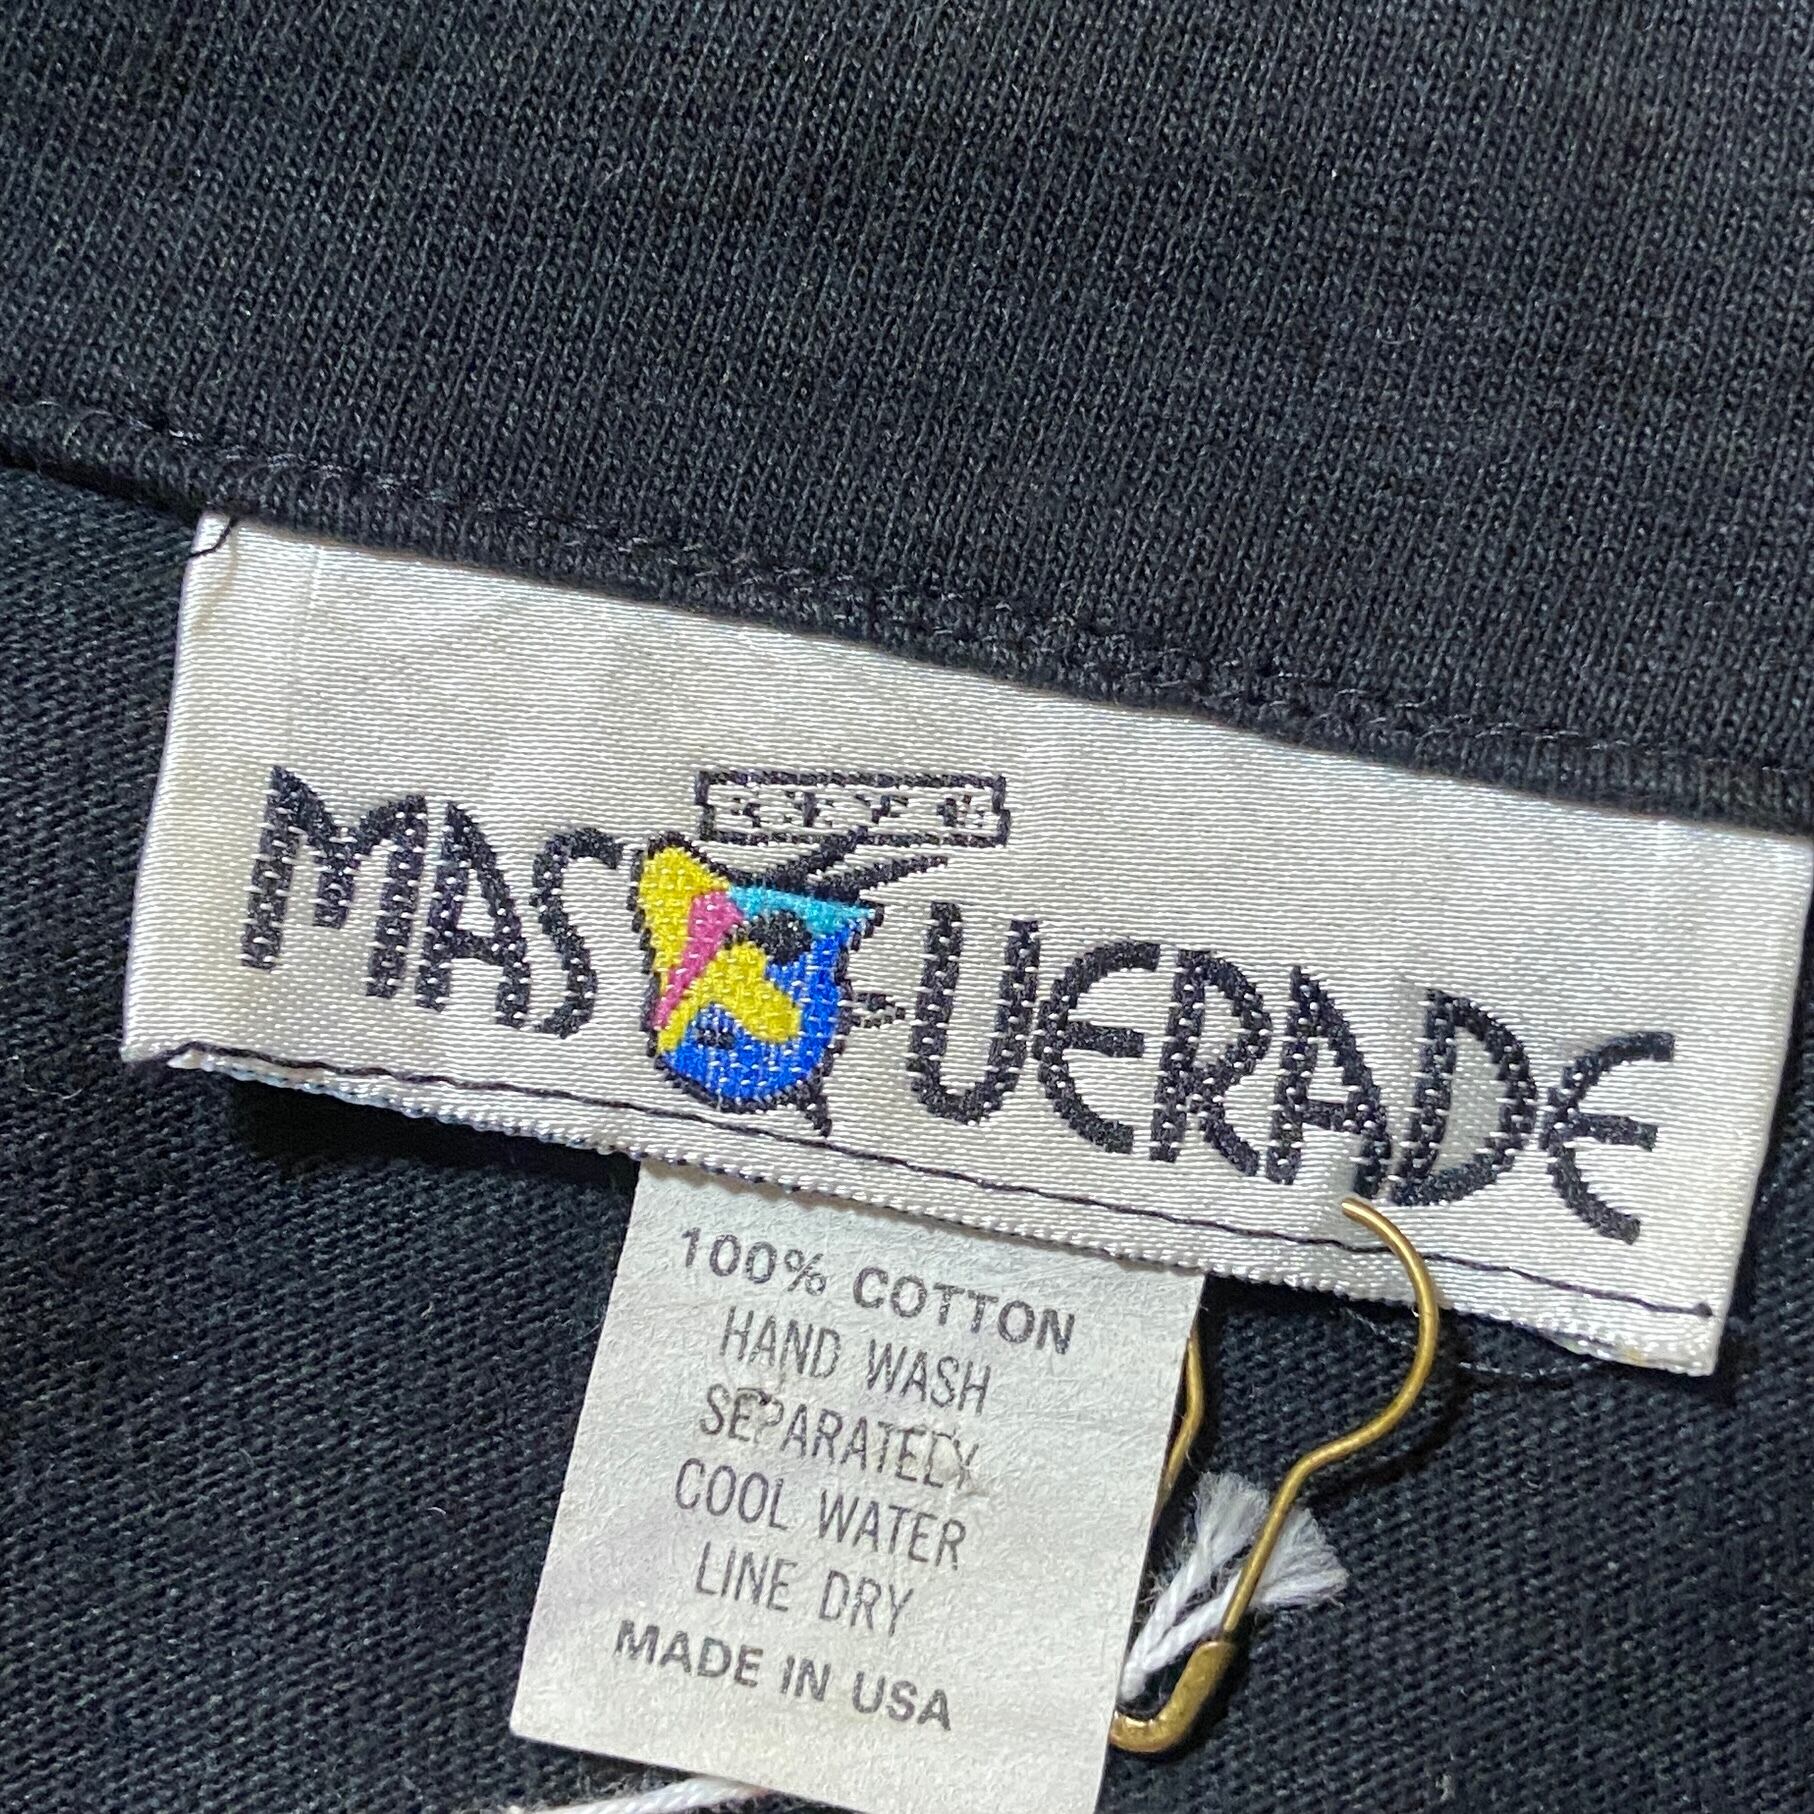 MASQUERADE
100% COTTON
HAND WASH
SEPARATELY
COOL WATER
LINE DRY
MADE IN USA